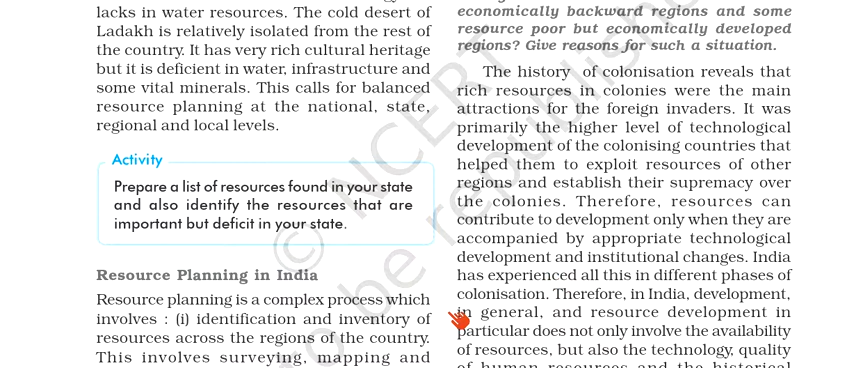 lacks in water resources. The cold desert of
Ladakh is relatively isolated from the rest of
the country. It has very rich cultural heritage
but it is deficient in water, infrastructure and
some vital minerals. This calls for balanced
resource planning at the national, state,
regional and local levels.
Activity
Prepare a list of resources found in your state
and also identify the resources that are
important but deficit in your state.
Resource Planning in India
Resource planning is a complex process which
involves : (i) identification and inventory of
resources across the regions of the country.
This involves surveying, mapping and
economically backward regions and some
resource poor but economically developed
regions? Give reasons for such a situation.
The history of colonisation reveals that
rich resources in colonies were the main
attractions for the foreign invaders. It was
primarily the higher level of technological
development of the colonising countries that
helped them to exploit resources of other
regions and establish their supremacy over
the colonies. Therefore, resources can
contribute to development only when they are
accompanied by appropriate technological
development and institutional changes. India
has experienced all this in different phases of
colonisation. Therefore, in India, development,
in general, and resource development in
particular does not only involve the availability
of resources, but also the technology, quality
of human resources and the historical
© NCERT
to be republished